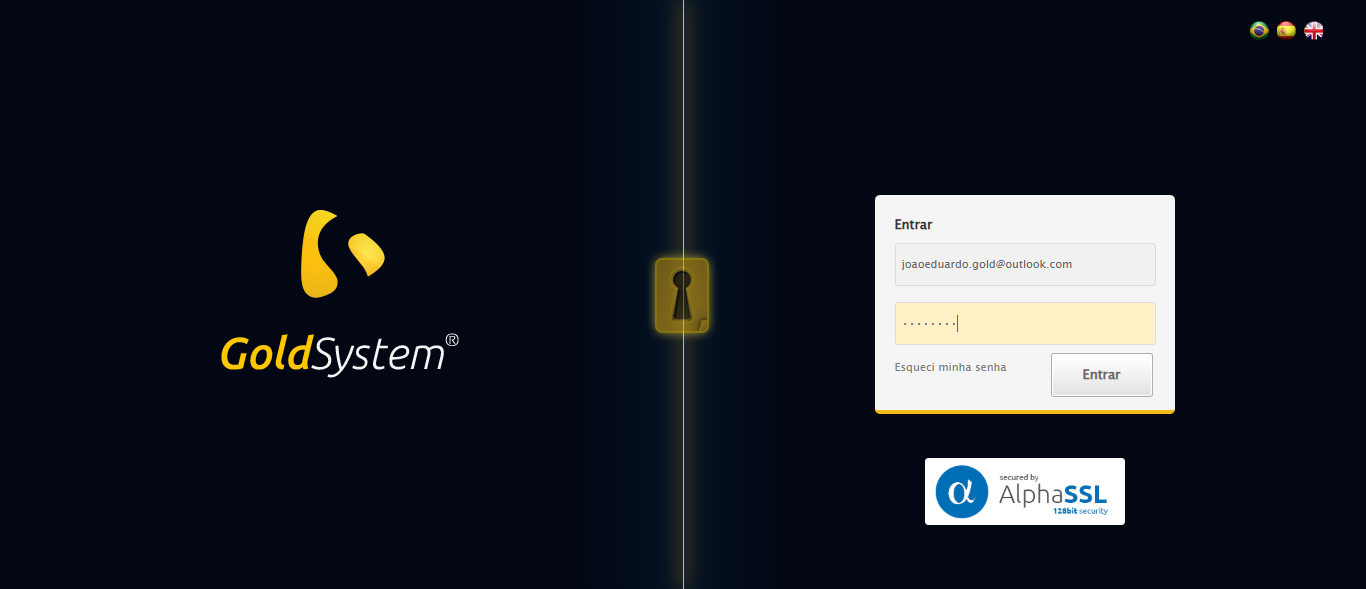 GoldSystem®
Entrar
joaoeduardo.gold@outlook.com
........
Esqueci minha senha
Entrar
α
secured by
AlphaSSL
128bit security